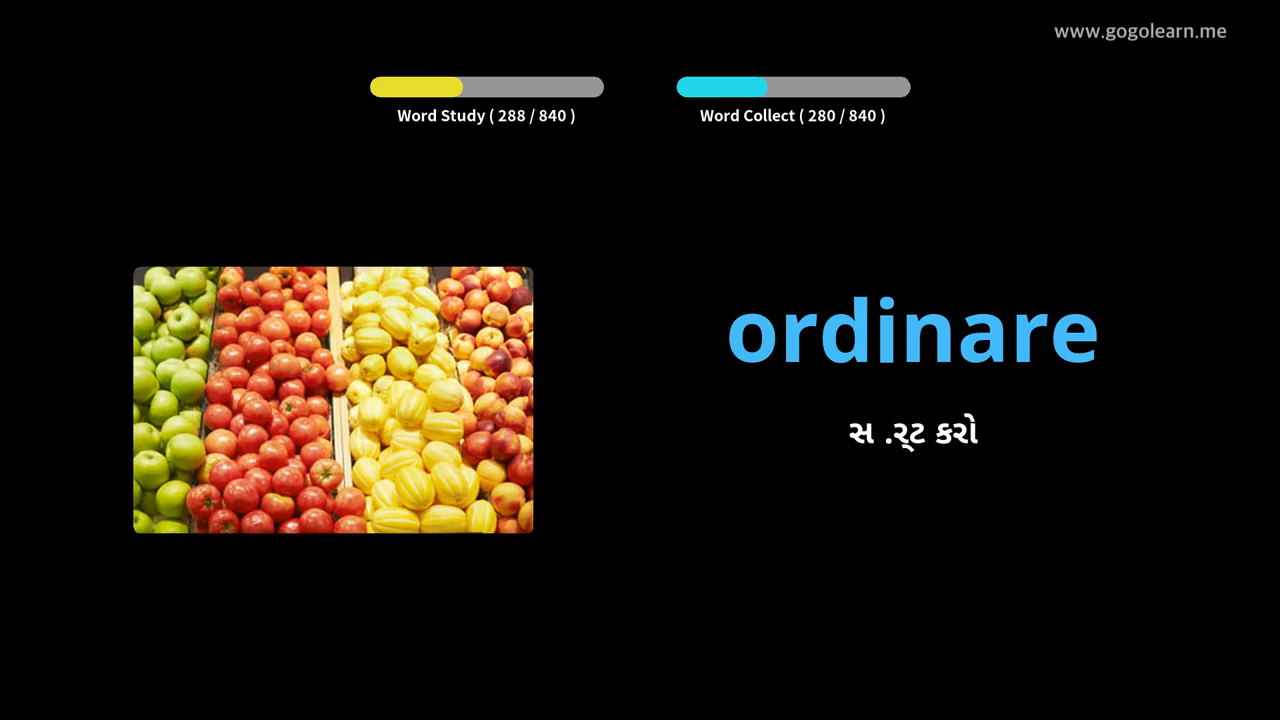 www.gogolearn.me
Word Study ( 288 / 840 )
Word Collect ( 280 / 840 )
ordinare
સ .ર્ટ કરો